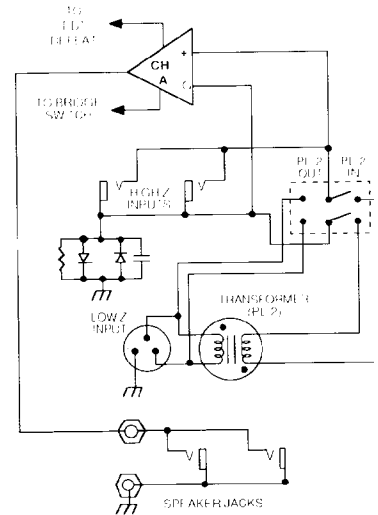 TO
DEFEAT
+
CH
A
TO BRIDGE
SWITCH
PL 2
OUT
PL 2
IN
HIGH Z
INPUTS
TRANSFORMER
(PL 2)
LOW Z
INPUT
SPEAKER JACKS